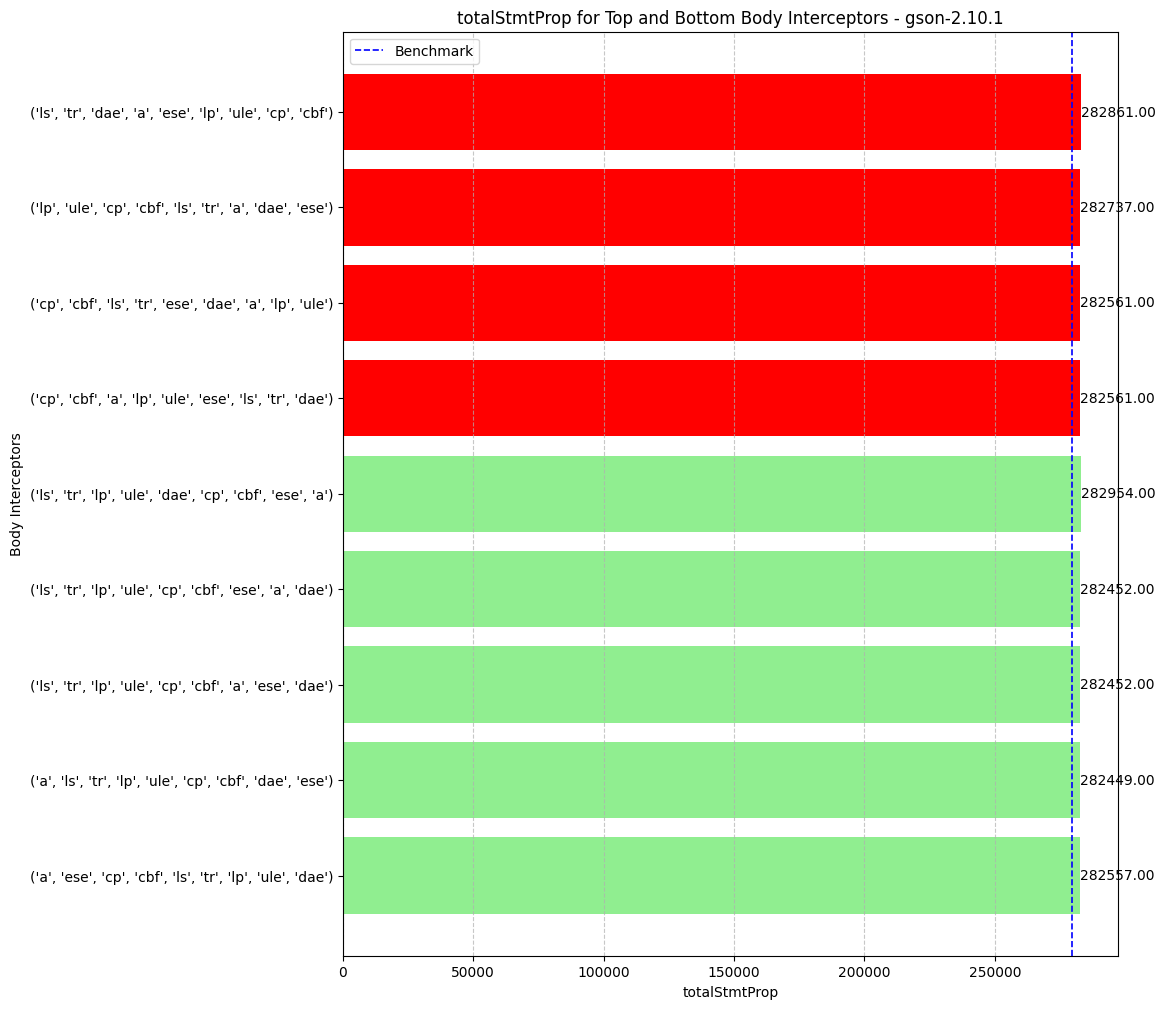 totalStmtProp for Top and Bottom Body Interceptors - gson-2.10.1
Benchmark
('ls', 'tr', 'dae', 'a', 'ese', 'lp', 'ule', 'cp', 'cbf')
282861.00
('lp', 'ule', 'cp', 'cbf', 'ls', 'tr', 'a', 'dae', 'ese')
282737.00
('cp', 'cbf', 'ls', 'tr', 'ese', 'dae', 'a', 'lp', 'ule')
282561.00
('cp', 'cbf', 'a', 'lp', 'ule', 'ese', 'ls', 'tr', 'dae')
282561.00
Body Interceptors
('ls', 'tr', 'lp', 'ule', 'dae', 'cp', 'cbf', 'ese', 'a')
282954.00
('ls', 'tr', 'lp', 'ule', 'cp', 'cbf', 'ese', 'a', 'dae')
282452.00
('ls', 'tr', 'lp', 'ule', 'cp', 'cbf', 'a', 'ese', 'dae')
282452.00
('a', 'ls', 'tr', 'lp', 'ule', 'cp', 'cbf', 'dae', 'ese')
282449.00
('a', 'ese', 'cp', 'cbf', 'ls', 'tr', 'lp', 'ule', 'dae')
282557.00
0 50000 100000 150000 200000 250000
totalStmtProp